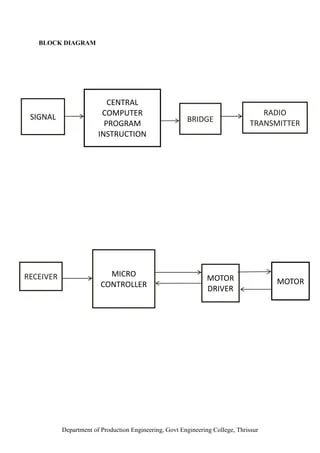 BLOCK DIAGRAM
SIGNAL
CENTRAL
COMPUTER
PROGRAM
INSTRUCTION
BRIDGE
RADIO
TRANSMITTER
RECEIVER
MICRO
CONTROLLER
MOTOR
DRIVER
MOTOR
Department of Production Engineering, Govt Engineering College, Thrissur